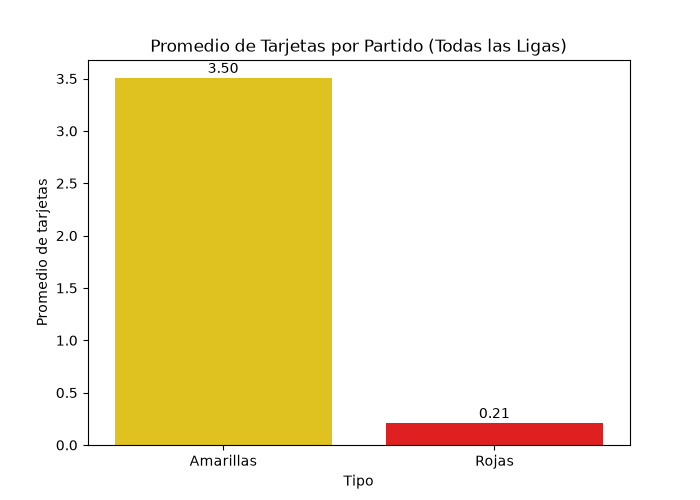 Promedio de Tarjetas por Partido (Todas las Ligas)
3.50
0.21
3.5
3.0
2.5
2.0
1.5
1.0
0.5
0.0
Promedio de tarjetas
Amarillas Rojas
Tipo